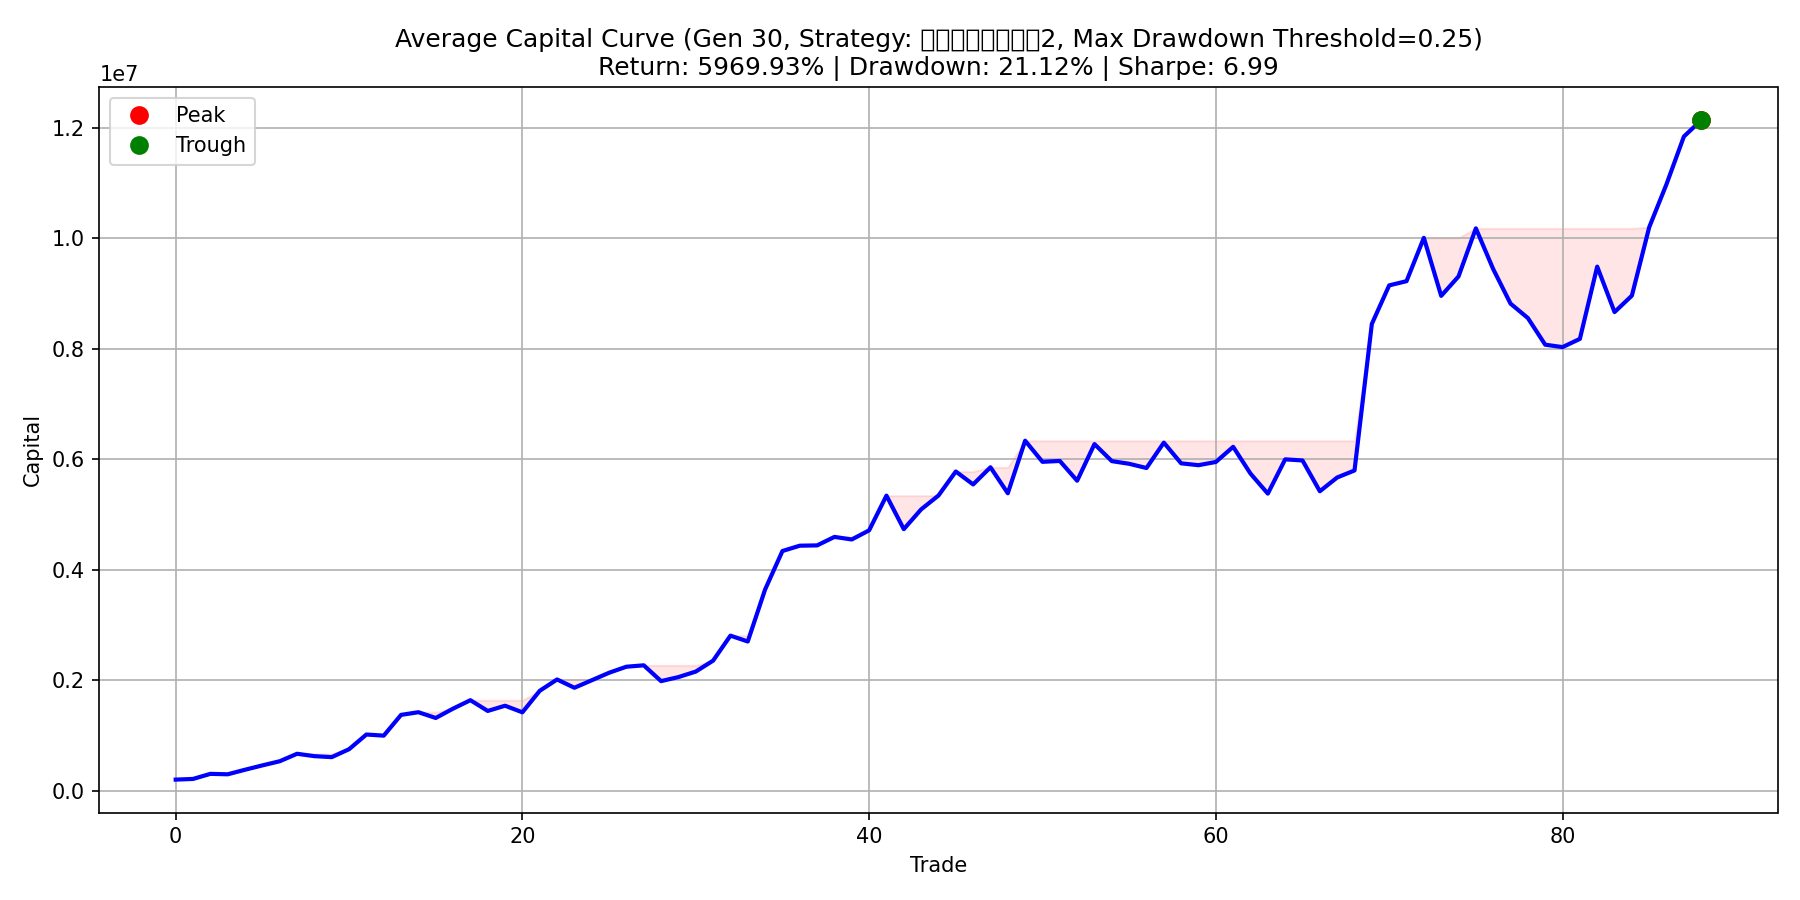 Average Capital Curve (Gen 30, Strategy: 2, Max Drawdown Threshold=0.25)
Return: 5969.93% | Drawdown: 21.12% | Sharpe: 6.99
1e7
Peak
Trough
1.2
1.0
0.8
0.6
0.4
0.2
0.0
Capital
0
20
40
60
80
Trade